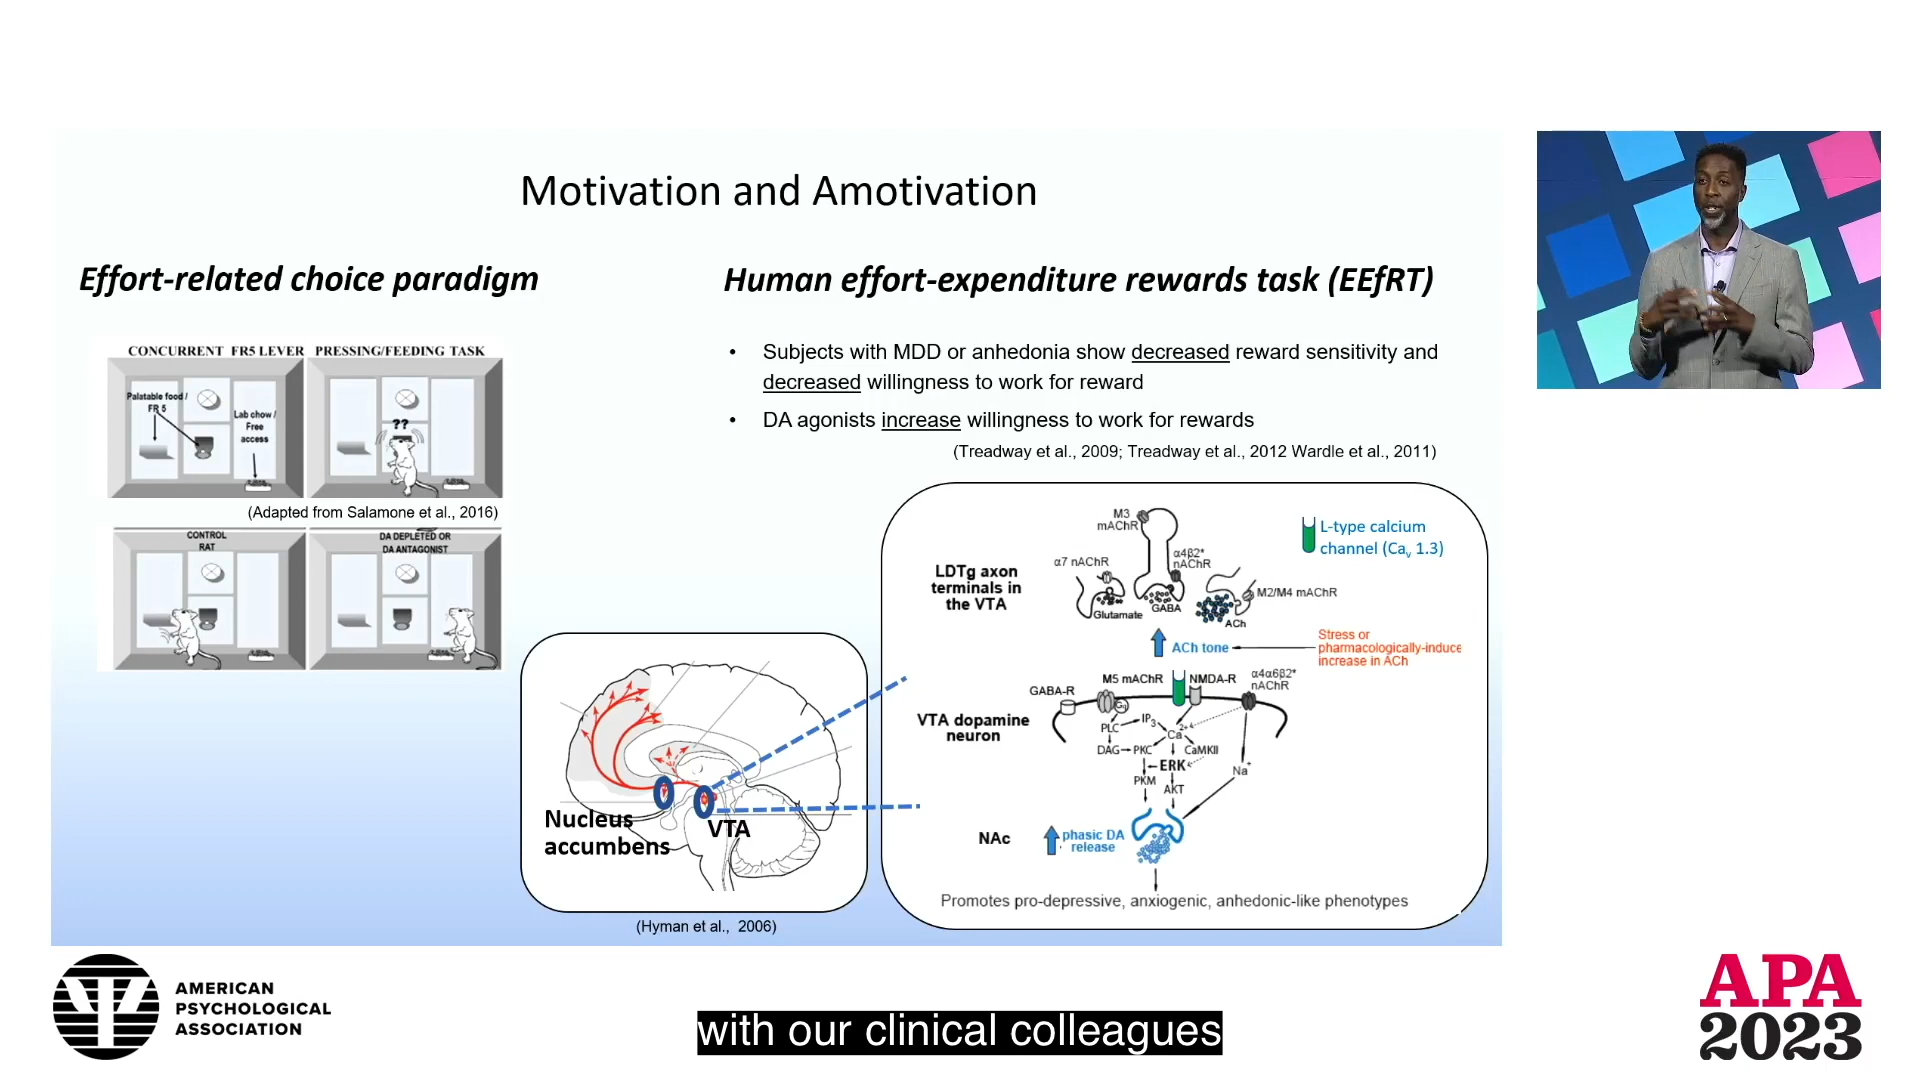 Motivation and Amotivation
Effort-related choice paradigm
CONCURRENT FR5 LEVER PRESSING/FEEDING TASK
Palatable food /
FR 5
Lab chow /
Free
access
??
(Adapted from Salamone et al., 2016)
CONTROL
RAT
DA DEPLETED OR
DA ANTAGONIST
Human effort-expenditure rewards task (EEfRT)
• Subjects with MDD or anhedonia show decreased reward sensitivity and
decreased willingness to work for reward
• DA agonists increase willingness to work for rewards
(Treadway et al., 2009; Treadway et al., 2012 Wardle et al., 2011)
Nucleus
accumbens
VTA
(Hyman et al., 2006)
M3
mAChR
L-type calcium
channel (Cav 1.3)
α7 nAChR
α4β2*
nAChR
LDTg axon
terminals in
the VTA
M2/M4 mAChR
Glutamate
GABA
ACh
ACh tone
Stress or
pharmacologically-induce
increase in ACh
GABA-R
M5 mAChR
NMDA-R
α4α6β2*
nAChR
Gq
VTA dopamine
neuron
PLC
IP3
Ca2+
DAG
PKC
CaMKII
ERK
PKM
AKT
Na+
NAc
phasic DA
release
Promotes pro-depressive, anxiogenic, anhedonic-like phenotypes
AMERICAN
PSYCHOLOGICAL
ASSOCIATION
with our clinical colleagues
APA
2023